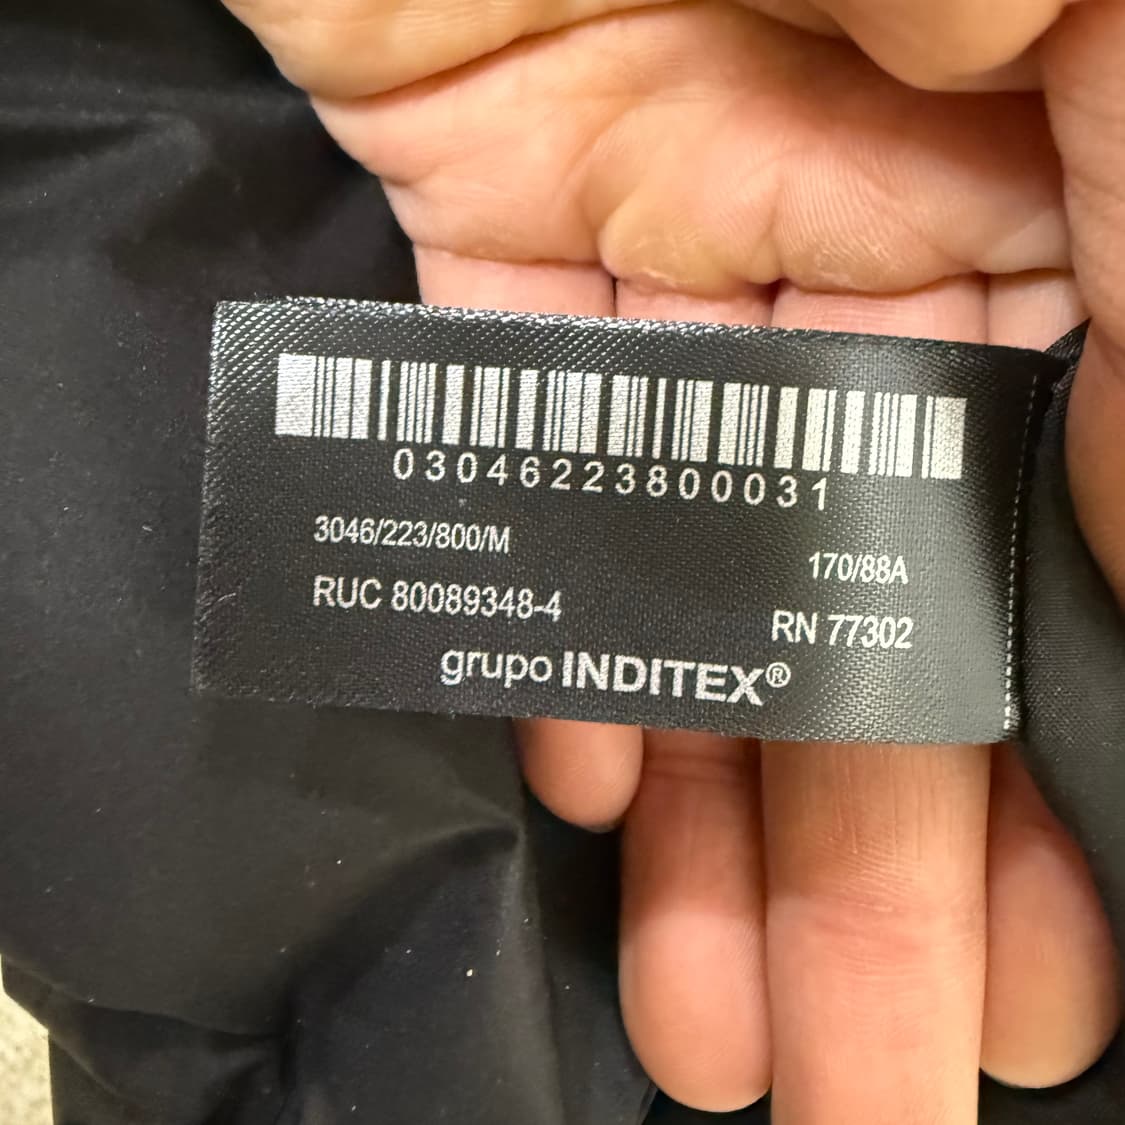 03046223800031
3046/223/800/M
170/88A
RUC 80089348-4
RN 77302
grupo INDITEX®